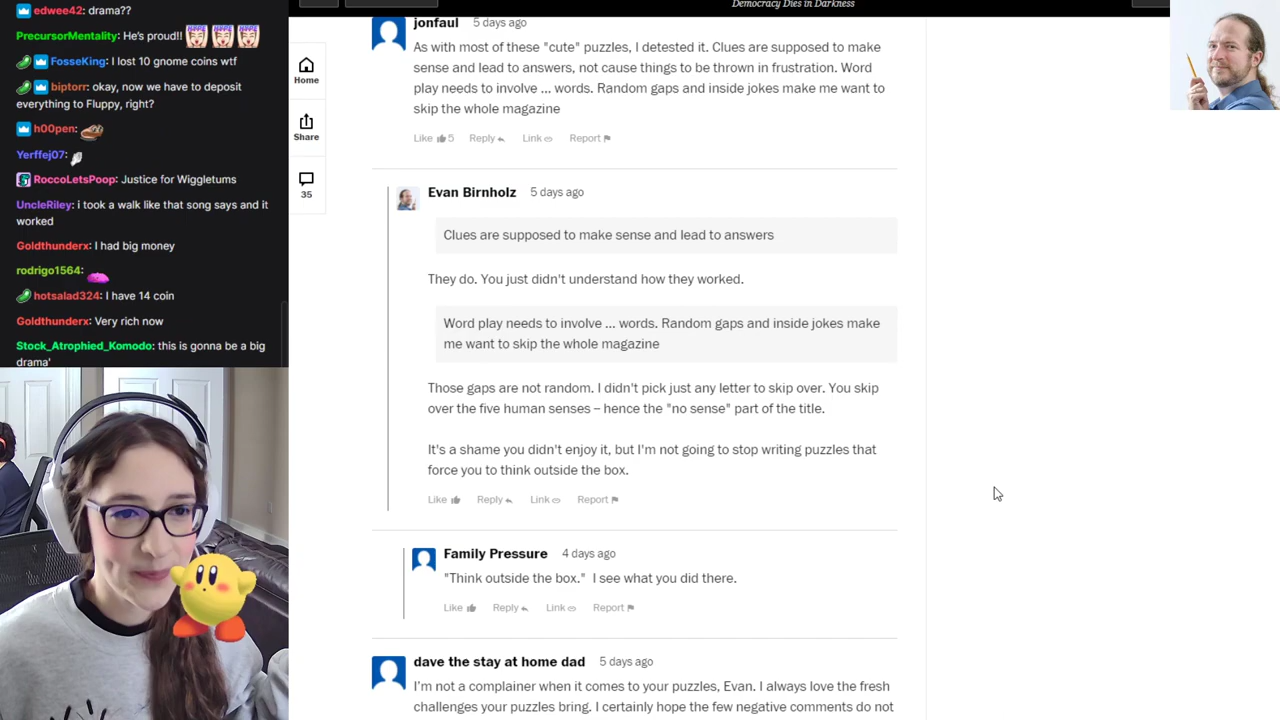 edwee42: drama??
PrecursorMentality: He's proud!!
FosseKing: I lost 10 gnome coins wtf
biptorr: okay, now we have to deposit
everything to Fluppy, right?
h00pen:
Yerffej07:
RoccoLetsPoop: Justice for Wiggletums
UncleRiley: i took a walk like that song says and it
worked
Goldthunderx: I had big money
rodrigo1564:
hotsalad324: I have 14 coin
Goldthunderx: Very rich now
Stock_Atrophied_Komodo: this is gonna be a big
drama'
Home
Share
35
Democracy Dies in Darkness
jonfaul 5 days ago
As with most of these "cute" puzzles, I detested it. Clues are supposed to make
sense and lead to answers, not cause things to be thrown in frustration. Word
play needs to involve ... words. Random gaps and inside jokes make me want to
skip the whole magazine
Like 5 Reply Link Report
Evan Birnholz 5 days ago
Clues are supposed to make sense and lead to answers
They do. You just didn't understand how they worked.
Word play needs to involve ... words. Random gaps and inside jokes make
me want to skip the whole magazine
Those gaps are not random. I didn't pick just any letter to skip over. You skip
over the five human senses – hence the "no sense" part of the title.
It's a shame you didn't enjoy it, but I'm not going to stop writing puzzles that
force you to think outside the box.
Like Reply Link Report
Family Pressure 4 days ago
"Think outside the box." I see what you did there.
Like Reply Link Report
dave the stay at home dad 5 days ago
I'm not a complainer when it comes to your puzzles, Evan. I always love the fresh
challenges your puzzles bring. I certainly hope the few negative comments do not